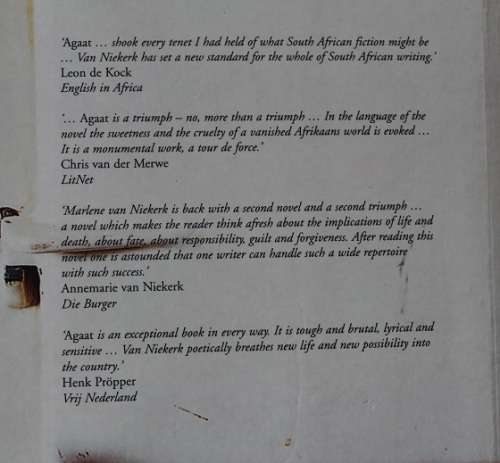 ‘Agaat … shook every tenet I had held of what South African fiction might be
… Van Niekerk has set a new standard for the whole of South African writing.’
Leon de Kock
English in Africa
‘… Agaat is a triumph – no, more than a triumph … In the language of
the novel the sweetness and the cruelty of a vanished Afrikaans world is evoked …
It is a monumental work, a tour de force.’
Chris van der Merwe
LitNet
‘Marlene van Niekerk is back with a second novel and a second triumph …
a novel which makes the reader think afresh about the implications of life and
death, about fate, about responsibility, guilt and forgiveness. After reading this
novel one is astounded that one writer can handle such a wide repertoire
with such success.’
Annemarie van Niekerk
Die Burger
‘Agaat is an exceptional book in every way. It is tough and brutal, lyrical and
sensitive … Van Niekerk poetically breathes new life and new possibility into
the country.’
Henk Pröpper
Vrij Nederland